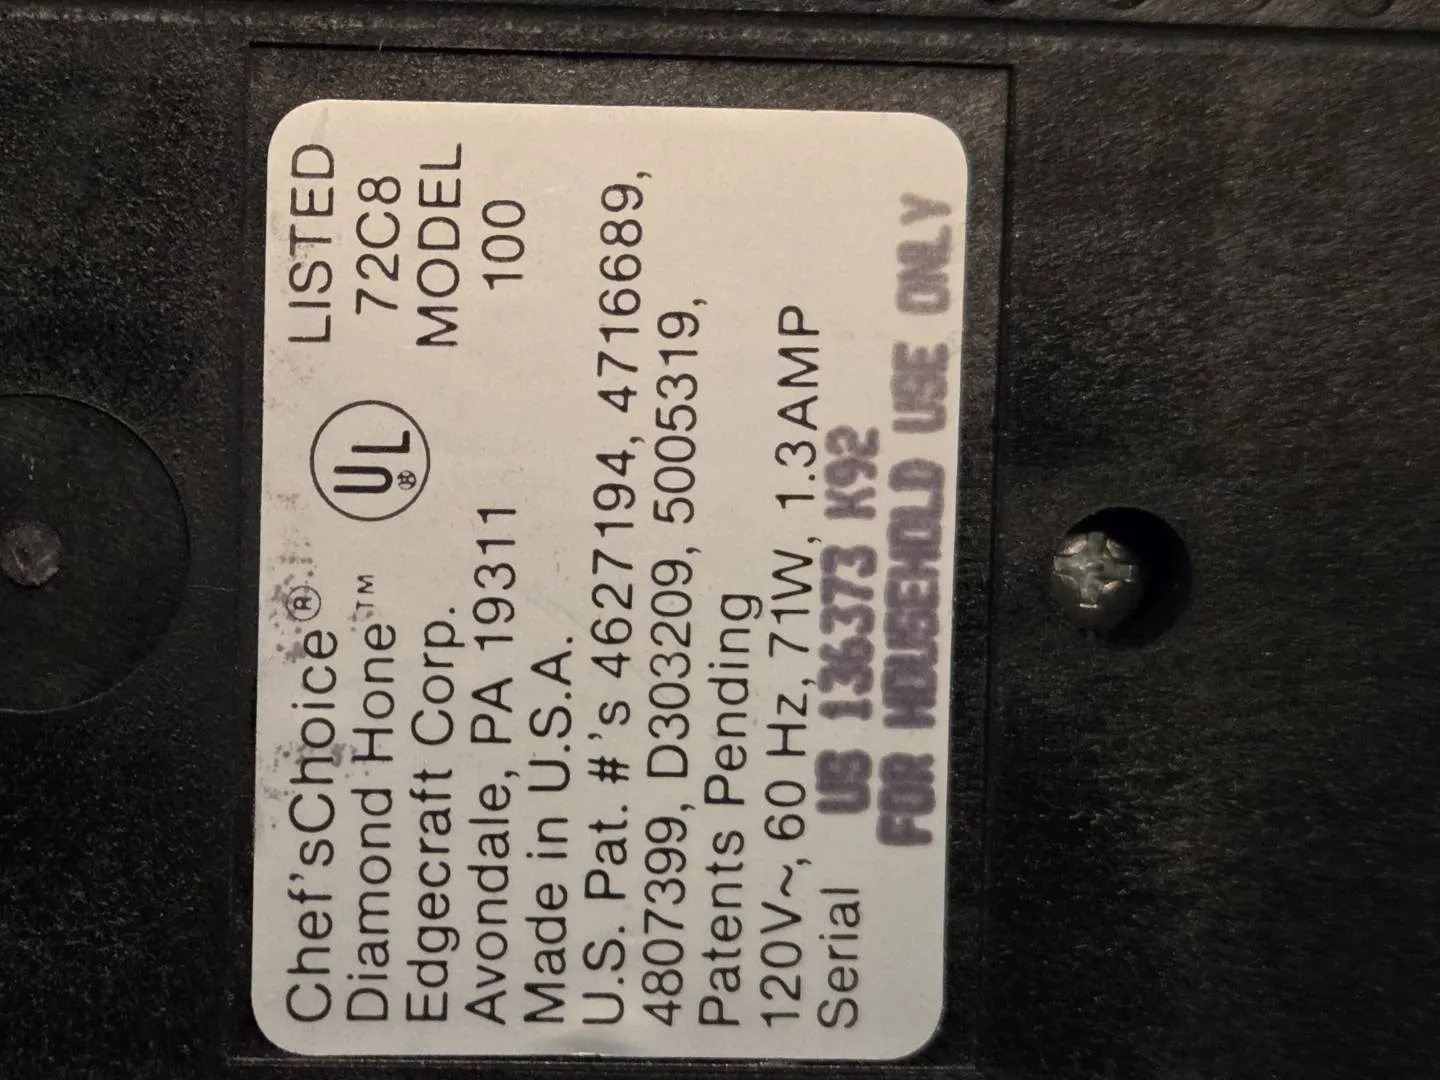 Chef'sChoice® LISTED
Diamond Hone™ UL® 72C8
Edgecraft Corp. MODEL
Avondale, PA 19311 100
Made in U.S.A.
U.S. Pat. #'s 4627194, 4716689,
4807399, D303209, 5005319,
Patents Pending
120V~, 60 Hz, 71W, 1.3AMP
Serial US 136373 K92
FOR HOUSEHOLD USE ONLY